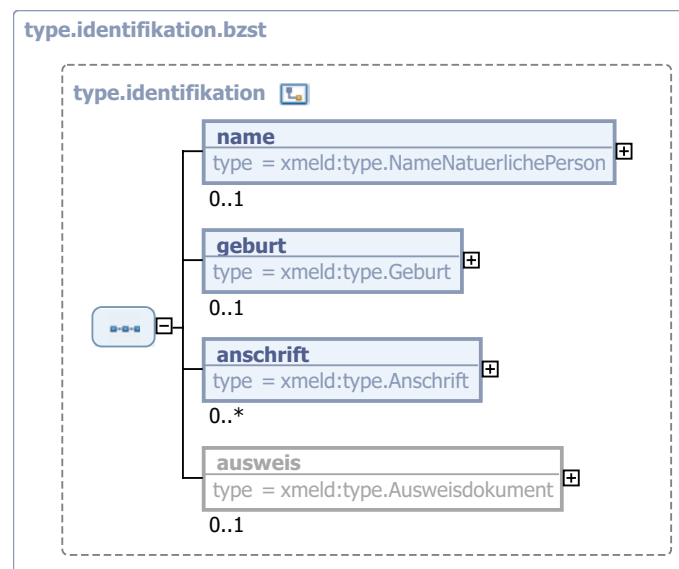 type.identifikation.bzst
type.identifikation
name
type = xmeld:type.NameNatuerlichePerson
0..1
geburt
type = xmeld:type.Geburt
0..1
anschrift
type = xmeld:type.Anschrift
0..*
ausweis
type = xmeld:type.Ausweisdokument
0..1